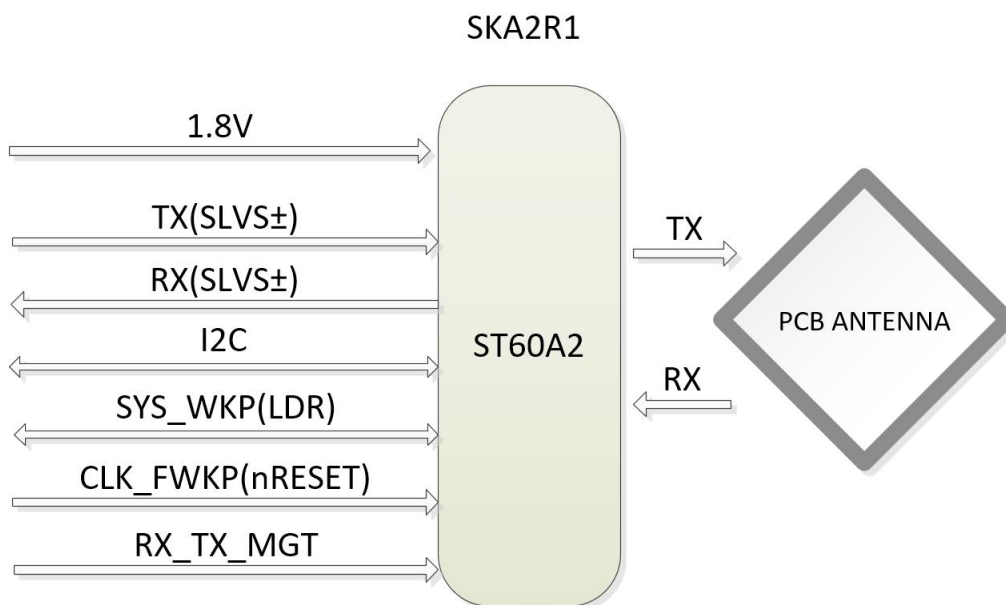 SKA2R1
1.8V
TX(SLVS±)
RX(SLVS±)
I2C
SYS_WKP(LDR)
CLK_FWKP(nRESET)
RX_TX_MGT
ST60A2
TX
RX
PCB ANTENNA